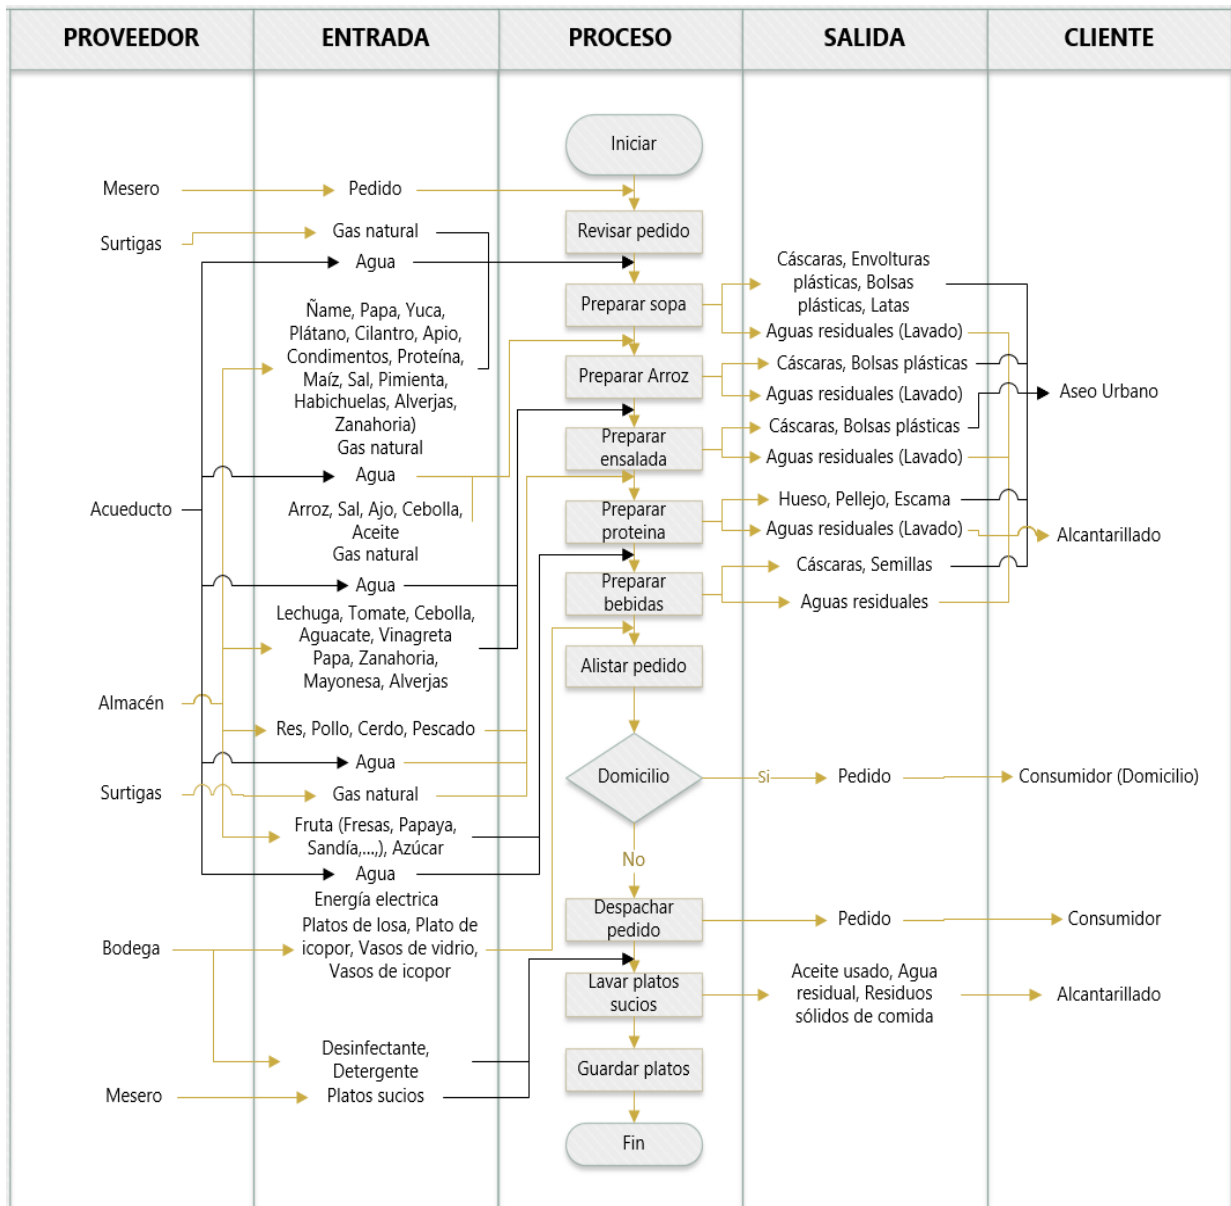 PROVEEDOR
ENTRADA
PROCESO
SALIDA
CLIENTE
Iniciar
Mesero
Pedido
Revisar pedido
Surtigas
Gas natural
Agua
Cáscaras, Envolturas
plásticas, Bolsas
plásticas, Latas
Preparar sopa
Ñame, Papa, Yuca,
Plátano, Cilantro, Apio,
Condimentos, Proteína,
Maíz, Sal, Pimienta,
Habichuelas, Alverjas,
Zanahoria)
Gas natural
Aguas residuales (Lavado)
Preparar Arroz
Cáscaras, Bolsas plásticas
Aguas residuales (Lavado)
Aseo Urbano
Preparar
ensalada
Cáscaras, Bolsas plásticas
Aguas residuales (Lavado)
Agua
Acueducto
Arroz, Sal, Ajo, Cebolla,
Aceite
Gas natural
Preparar
proteina
Hueso, Pellejo, Escama
Aguas residuales (Lavado)
Alcantarillado
Agua
Preparar
bebidas
Cáscaras, Semillas
Aguas residuales
Lechuga, Tomate, Cebolla,
Aguacate, Vinagreta
Papa, Zanahoria,
Mayonesa, Alverjas
Alistar pedido
Almacén
Res, Pollo, Cerdo, Pescado
Agua
Domicilio
Si
Pedido
Consumidor (Domicilio)
Surtigas
Gas natural
Fruta (Fresas, Papaya,
Sandía,...,), Azúcar
No
Agua
Energía electrica
Platos de losa, Plato de
icopor, Vasos de vidrio,
Vasos de icopor
Bodega
Despachar
pedido
Pedido
Consumidor
Lavar platos
sucios
Aceite usado, Agua
residual, Residuos
sólidos de comida
Alcantarillado
Desinfectante,
Detergente
Guardar platos
Mesero
Platos sucios
Fin